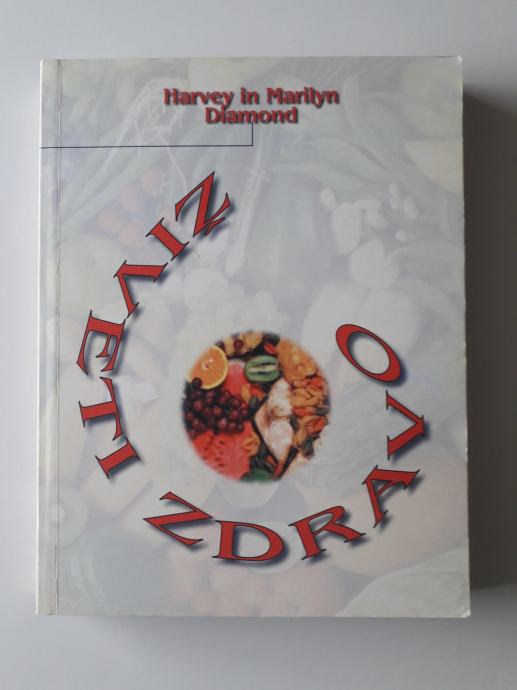 Harvey in Marilyn
Diamond
ŽIVETI ZDRAVO